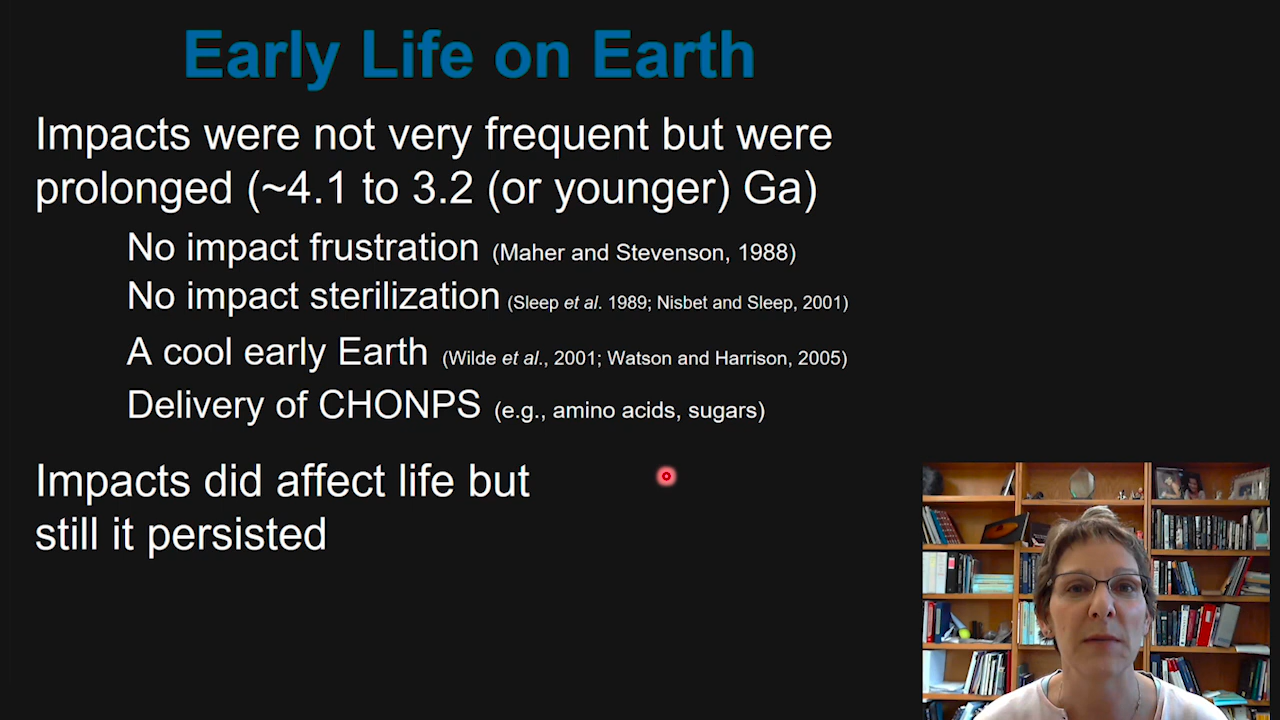 Early Life on Earth
Impacts were not very frequent but were
prolonged (~4.1 to 3.2 (or younger) Ga)
No impact frustration (Maher and Stevenson, 1988)
No impact sterilization (Sleep et al. 1989; Nisbet and Sleep, 2001)
A cool early Earth (Wilde et al., 2001; Watson and Harrison, 2005)
Delivery of CHONPS (e.g., amino acids, sugars)
Impacts did affect life but
still it persisted